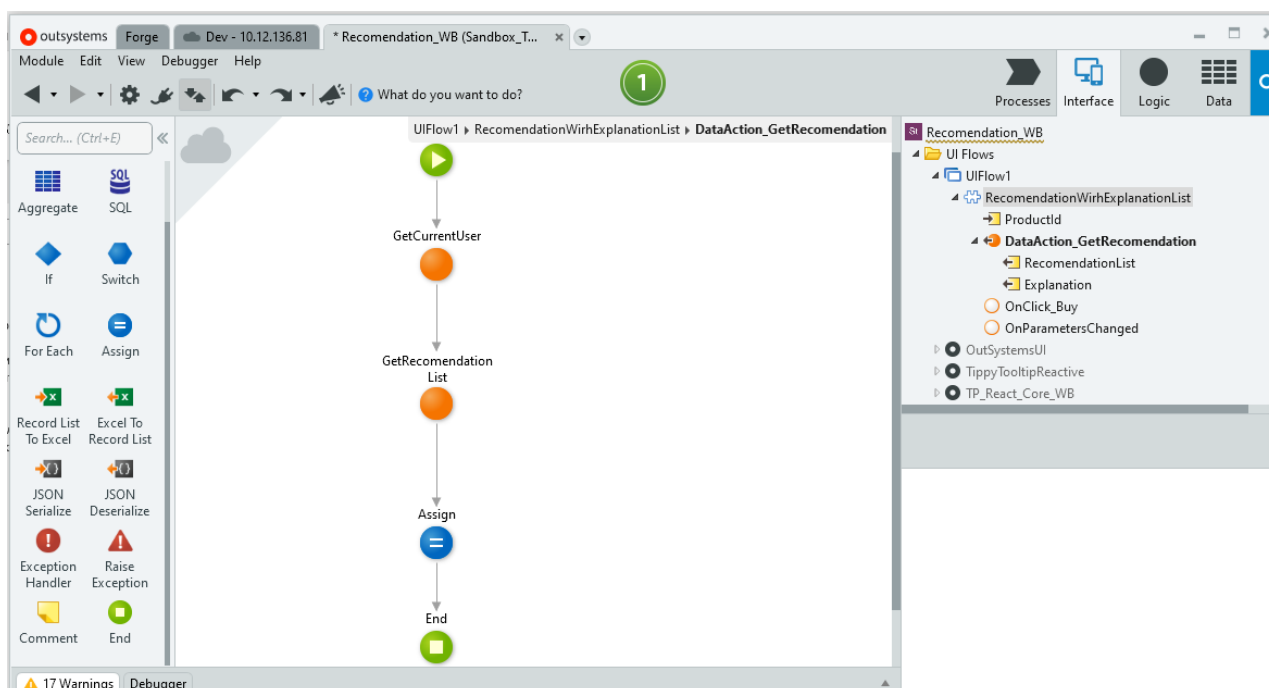 outsystems Forge Dev - 10.12.136.81 * Recomendation_WB (Sandbox_T...
Module Edit View Debugger Help
What do you want to do?
1
Processes Interface Logic Data
Search... (Ctrl+E)
Aggregate SQL
If Switch
For Each Assign
Record List To Excel
Excel To Record List
JSON Serialize
JSON Deserialize
Exception Handler
Raise Exception
Comment End
UIFlow1 RecomendationWirhExplanationList DataAction_GetRecomendation
GetCurrentUser
GetRecomendation
List
Assign
End
Recomendation_WB
UI Flows
UIFlow1
RecomendationWirhExplanationList
ProductId
DataAction_GetRecomendation
RecomendationList
Explanation
OnClick_Buy
OnParametersChanged
OutSystemsUI
TippyTooltipReactive
TP_React_Core_WB
17 Warnings Debugger